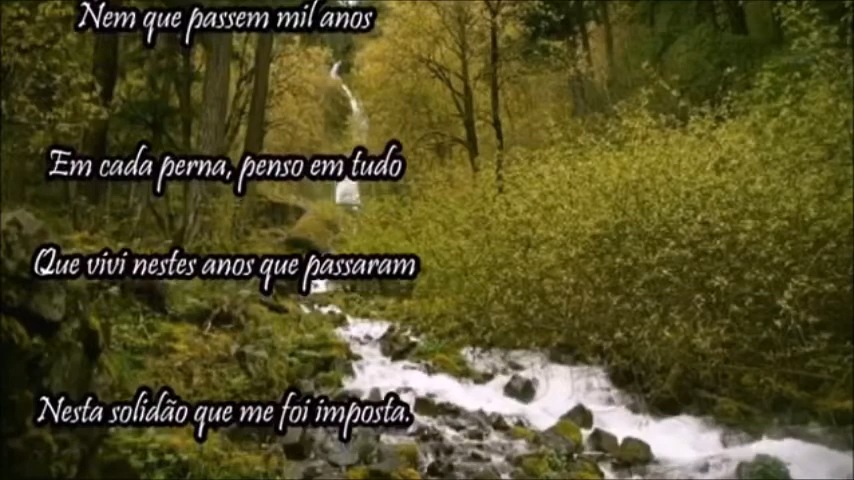 Nem que passem mil anos
Em cada perna, penso em tudo
Que vivi nestes anos que passaram
Nesta solidão que me foi imposta.